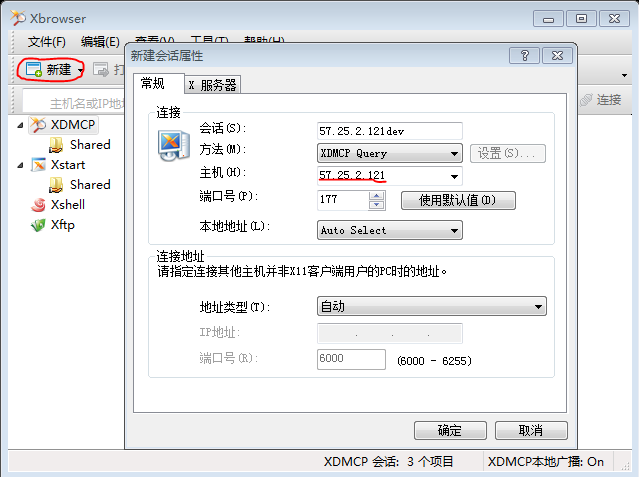 Xbrowser
文件(F) 编辑(E) 查看(V) 工具(T) 帮助(H)
新建 打
主机名或IP地址
连接
XDMCP
Shared
Xstart
Shared
Xshell
Xftp
新建会话属性
常规 X 服务器
连接
会话(S): 57.25.2.121dev
方法(M): XDMCP Query 设置(S)...
主机(H): 57.25.2.121
端口号(P): 177 使用默认值(D)
本地地址(L): Auto Select
连接地址
请指定连接其他主机并非X11客户端用户的PC时的地址。
地址类型(T): 自动
IP地址: . . .
端口号(R): 6000 (6000 - 6255)
确定 取消
XDMCP 会话: 3 个项目 XDMCP本地广播: On